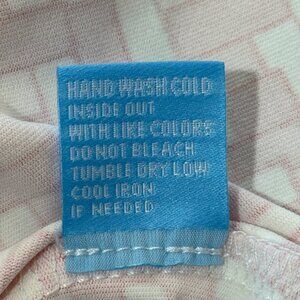 HAND WASH COLD
INSIDE OUT
WITH LIKE COLORS
DO NOT BLEACH
TUMBLE DRY LOW
COOL IRON
IF NEEDED